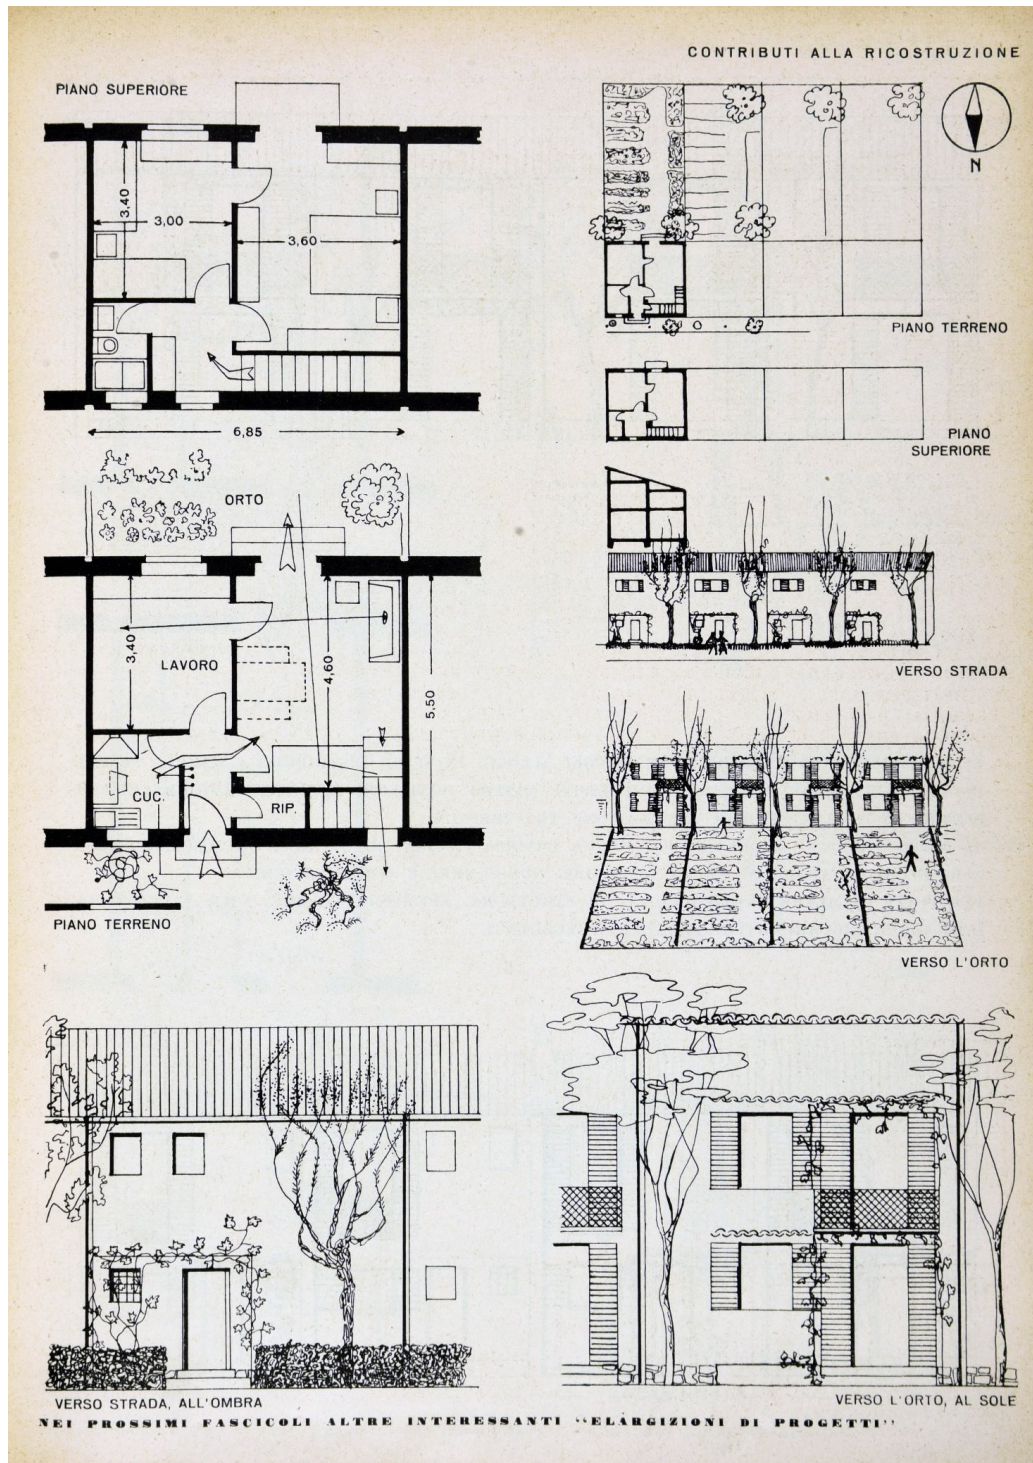 CONTRIBUTI ALLA RICOSTRUZIONE
PIANO SUPERIORE
3,40
3,00
3,60
6,85
ORTO
3,40
LAVORO
4,60
5,50
CUC.
RIP.
PIANO TERRENO
N
PIANO TERRENO
PIANO
SUPERIORE
VERSO STRADA
VERSO L'ORTO
VERSO STRADA, ALL'OMBRA
VERSO L'ORTO, AL SOLE
NEI PROSSIMI FASCICOLI ALTRE INTERESSANTI "ELARGIZIONI DI PROGETTI"